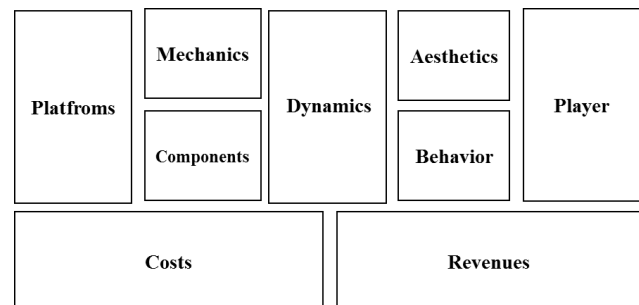 Platfroms
Mechanics
Components
Dynamics
Aesthetics
Behavior
Player
Costs
Revenues